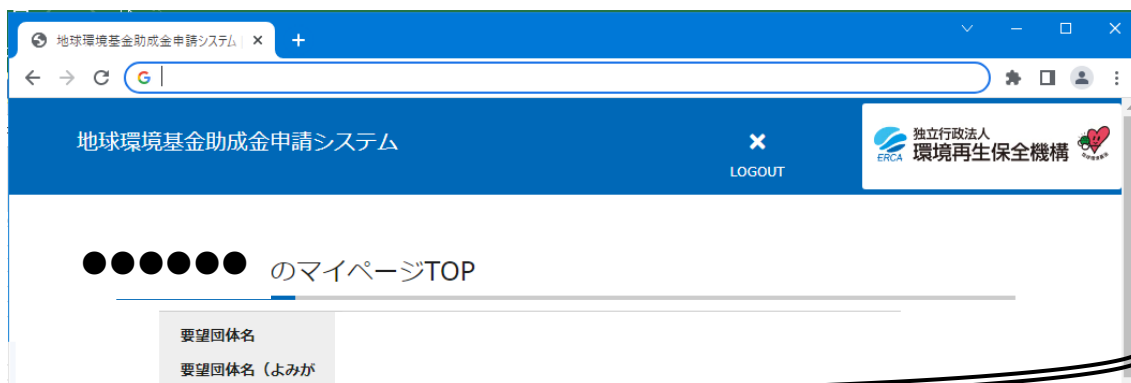 地球環境基金助成金申請システム
地球環境基金助成金申請システム
LOGOUT
独立行政法人
環境再生保全機構
ERCA
●●●●●● のマイページTOP
要望団体名
要望団体名（よみが